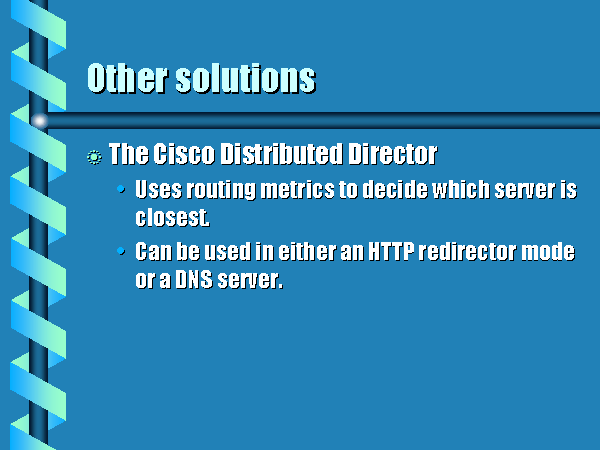 Other solutions
The Cisco Distributed Director
• Uses routing metrics to decide which server is
closest.
• Can be used in either an HTTP redirector mode
or a DNS server.